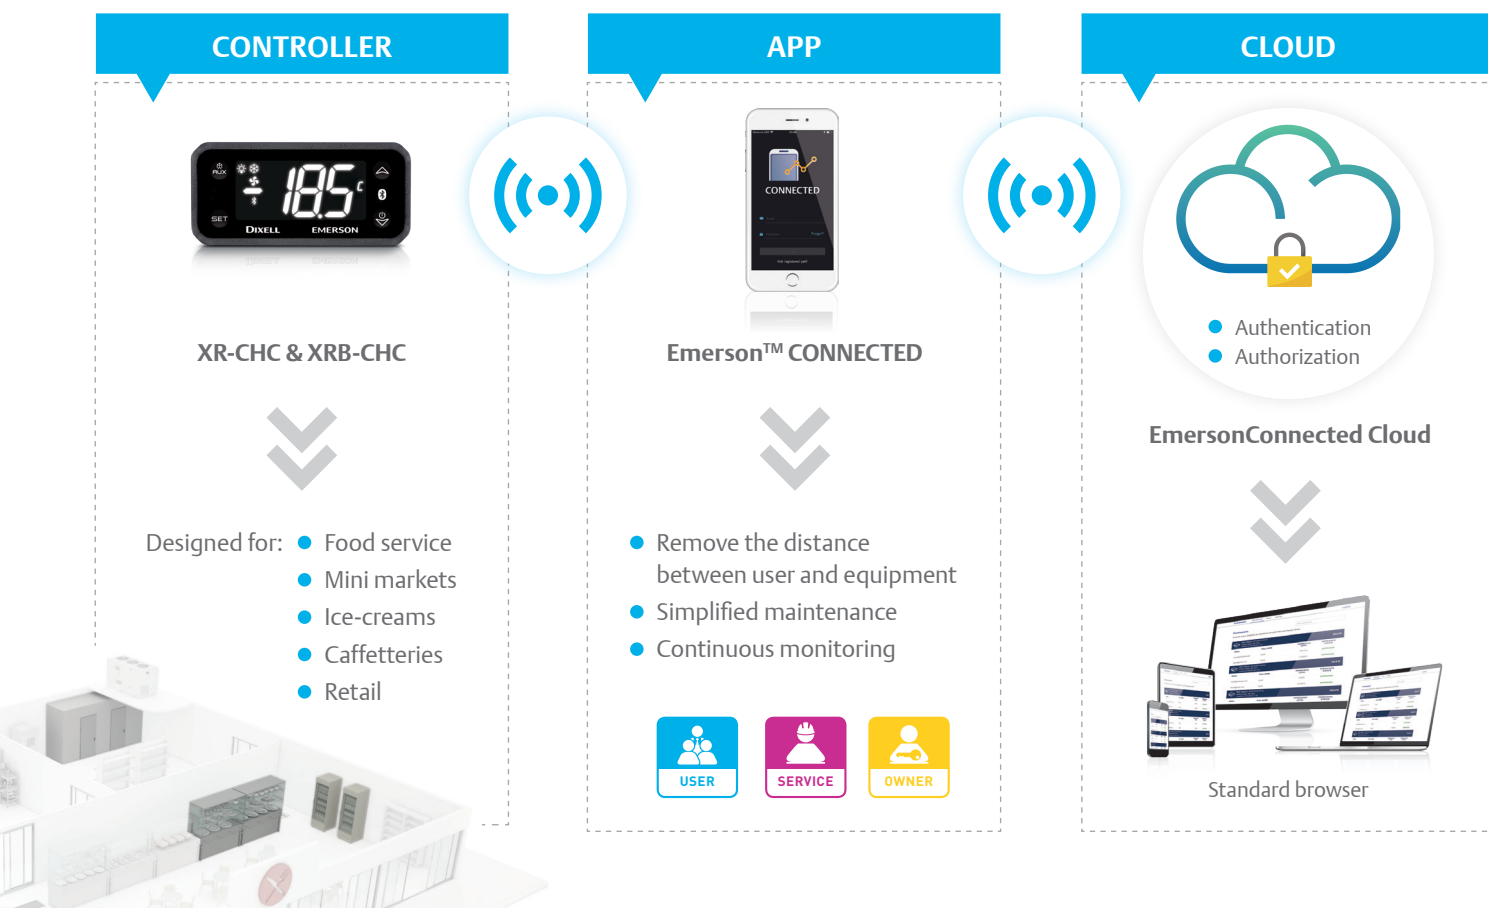 CONTROLLER
AUX
18.5 c
SET
DIXELL EMERSON
XR-CHC & XRB-CHC
Designed for:
Food service
Mini markets
Ice-creams
Caffetteries
Retail
APP
CONNECTED
Emerson™ CONNECTED
Remove the distance
between user and equipment
Simplified maintenance
Continuous monitoring
USER
SERVICE
OWNER
CLOUD
Authentication
Authorization
EmersonConnected Cloud
Standard browser